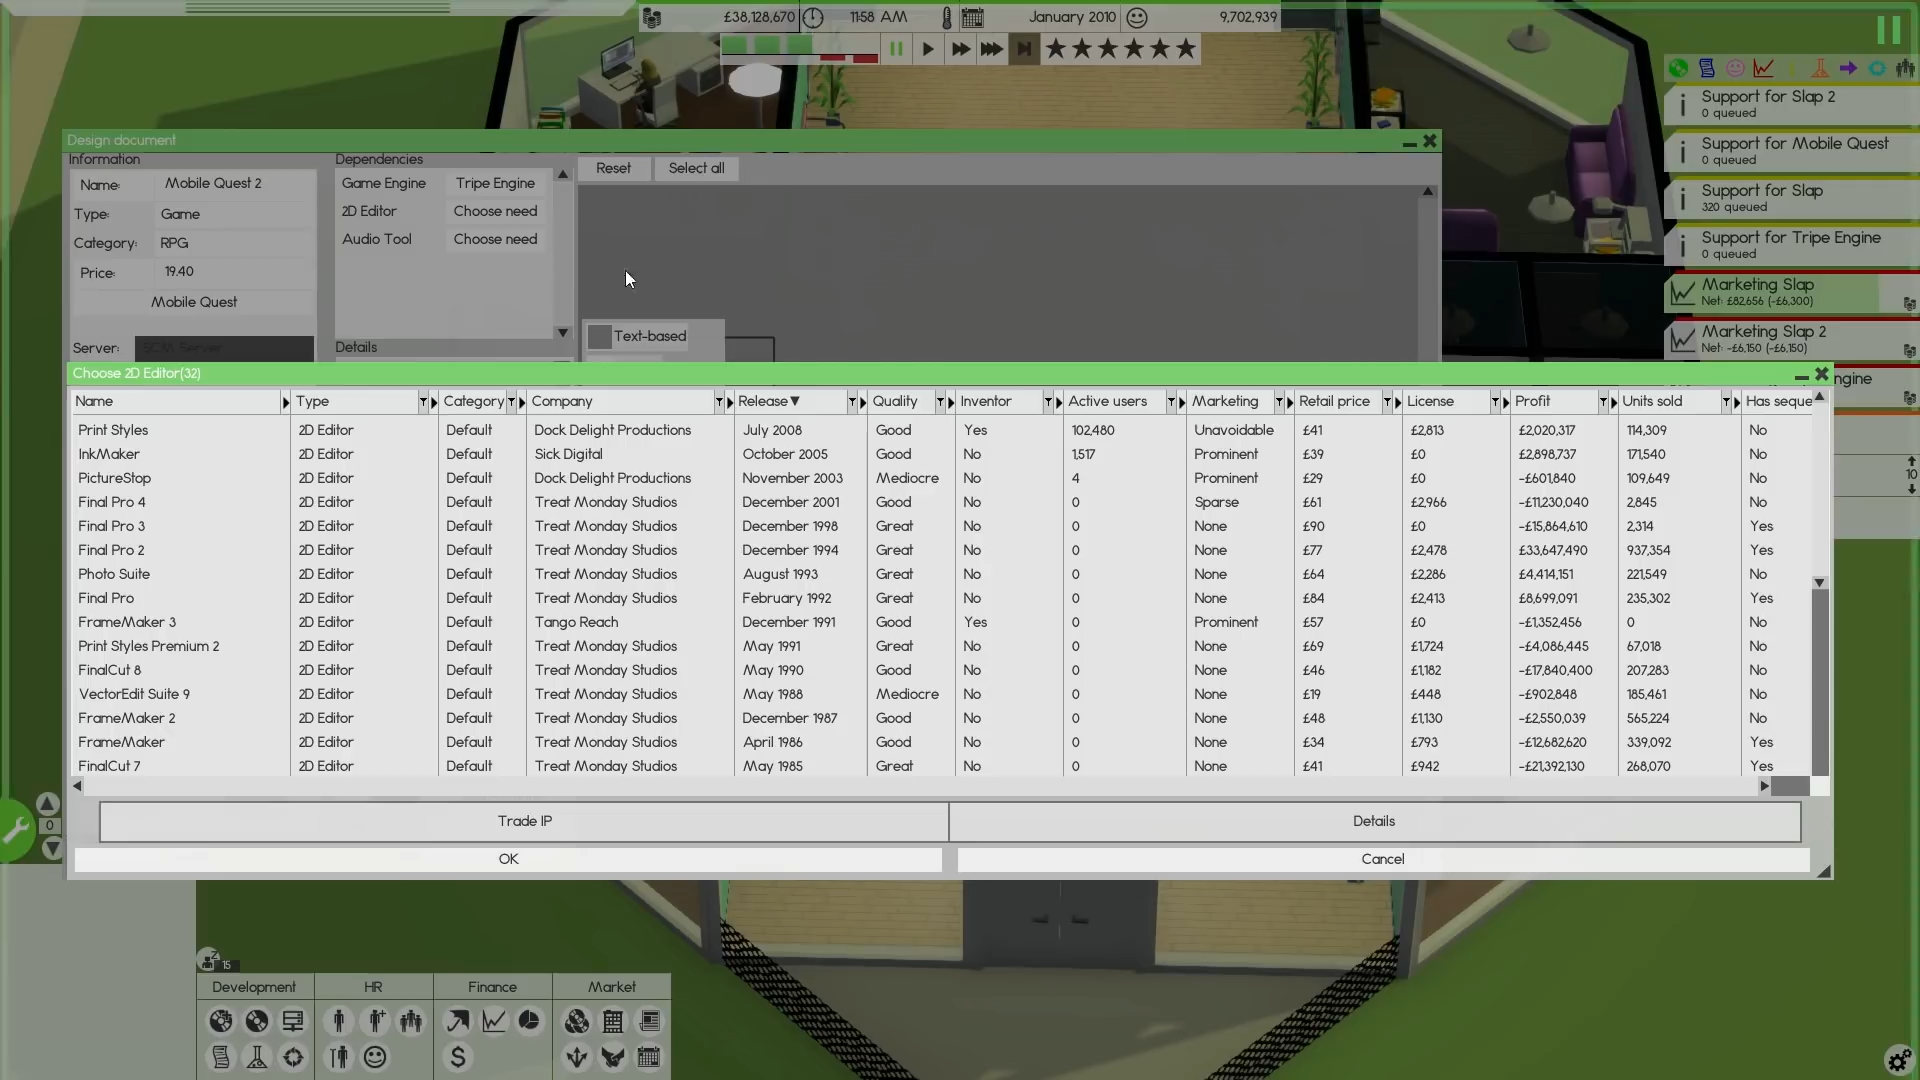 £38,128,670 11:58 AM January 2010 9,702,939
Support for Slap 2
0 queued
Support for Mobile Quest
0 queued
Support for Slap
320 queued
Support for Tripe Engine
0 queued
Marketing Slap
Net: £82,656 (-£6,300)
Marketing Slap 2
Net: -£6,150 (-£6,150)
ngine
10
Design document
Information
Name: Mobile Quest 2
Type: Game
Category: RPG
Price: 19.40
Mobile Quest
Server: SCM Server
Dependencies
Game Engine Tripe Engine
2D Editor Choose need
Audio Tool Choose need
Details
Reset Select all
Text-based
Choose 2D Editor(32)
Name Type Category Company Release Quality Inventor Active users Marketing Retail price License Profit Units sold Has seque
Print Styles 2D Editor Default Dock Delight Productions July 2008 Good Yes 102,480 Unavoidable £41 £2,813 £2,020,317 114,309 No
InkMaker 2D Editor Default Sick Digital October 2005 Good No 1,517 Prominent £39 £0 £2,898,737 171,540 No
PictureStop 2D Editor Default Dock Delight Productions November 2003 Mediocre No 4 Prominent £29 £0 -£601,840 109,649 No
Final Pro 4 2D Editor Default Treat Monday Studios December 2001 Good No 0 Sparse £61 £2,966 -£11,230,040 2,845 No
Final Pro 3 2D Editor Default Treat Monday Studios December 1998 Great No 0 None £90 £0 -£15,864,610 2,314 Yes
Final Pro 2 2D Editor Default Treat Monday Studios December 1994 Great No 0 None £77 £2,478 £33,647,490 937,354 Yes
Photo Suite 2D Editor Default Treat Monday Studios August 1993 Great No 0 None £64 £2,286 £4,414,151 221,549 No
Final Pro 2D Editor Default Treat Monday Studios February 1992 Great No 0 None £84 £2,413 £8,699,091 235,302 Yes
FrameMaker 3 2D Editor Default Tango Reach December 1991 Good Yes 0 Prominent £57 £0 -£1,352,456 0 No
Print Styles Premium 2 2D Editor Default Treat Monday Studios May 1991 Great No 0 None £69 £1,724 -£4,086,445 67,018 No
FinalCut 8 2D Editor Default Treat Monday Studios May 1990 Good No 0 None £46 £1,182 -£17,840,400 207,283 No
VectorEdit Suite 9 2D Editor Default Treat Monday Studios May 1988 Mediocre No 0 None £19 £448 -£902,848 185,461 No
FrameMaker 2 2D Editor Default Treat Monday Studios December 1987 Good No 0 None £48 £1,130 -£2,550,039 565,224 No
FrameMaker 2D Editor Default Treat Monday Studios April 1986 Good No 0 None £34 £793 -£12,682,620 339,092 Yes
FinalCut 7 2D Editor Default Treat Monday Studios May 1985 Great No 0 None £41 £942 -£21,392,130 268,070 Yes
Trade IP Details
OK Cancel
0
15
Development HR Finance Market